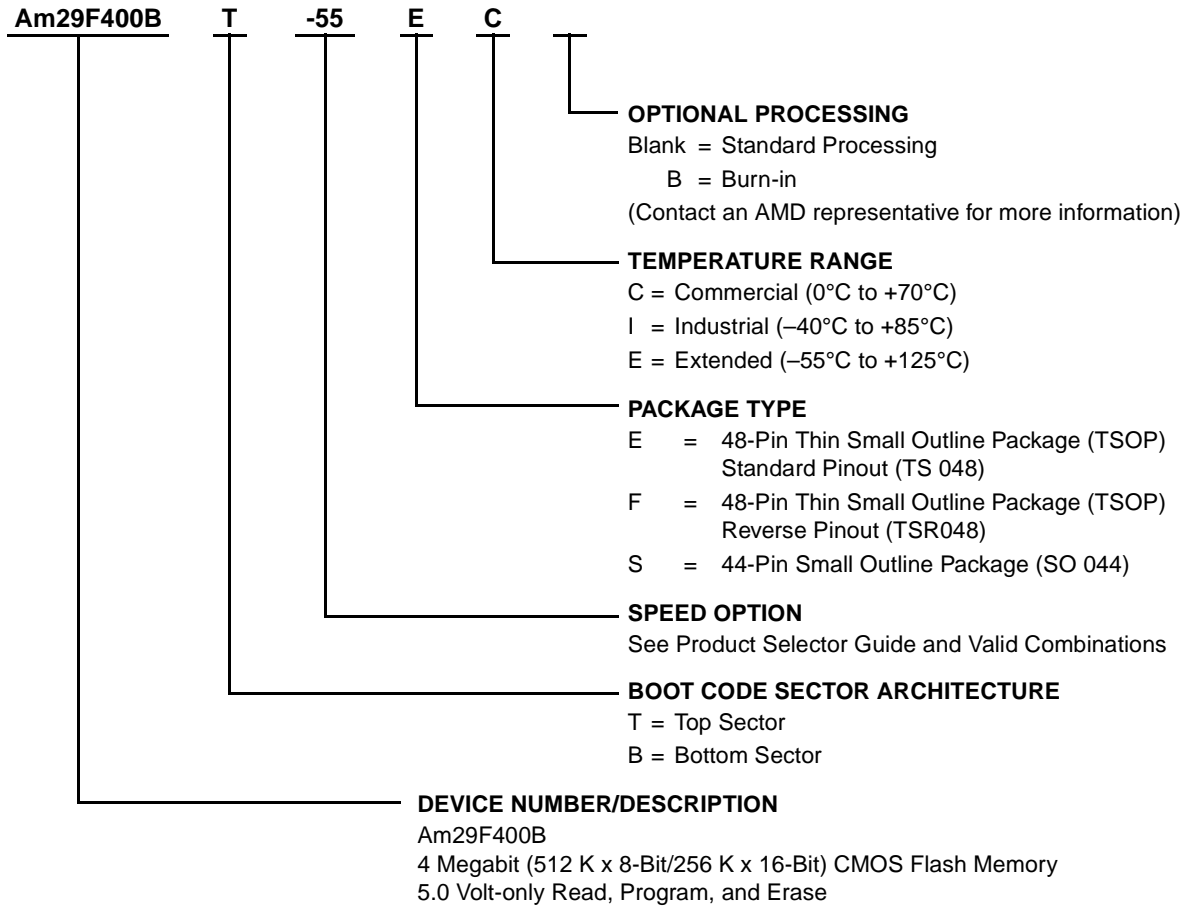 Am29F400B T -55 E C
OPTIONAL PROCESSING
Blank = Standard Processing
B = Burn-in
(Contact an AMD representative for more information)
TEMPERATURE RANGE
C = Commercial (0°C to +70°C)
I = Industrial (–40°C to +85°C)
E = Extended (–55°C to +125°C)
PACKAGE TYPE
E = 48-Pin Thin Small Outline Package (TSOP)
Standard Pinout (TS 048)
F = 48-Pin Thin Small Outline Package (TSOP)
Reverse Pinout (TSR048)
S = 44-Pin Small Outline Package (SO 044)
SPEED OPTION
See Product Selector Guide and Valid Combinations
BOOT CODE SECTOR ARCHITECTURE
T = Top Sector
B = Bottom Sector
DEVICE NUMBER/DESCRIPTION
Am29F400B
4 Megabit (512 K x 8-Bit/256 K x 16-Bit) CMOS Flash Memory
5.0 Volt-only Read, Program, and Erase